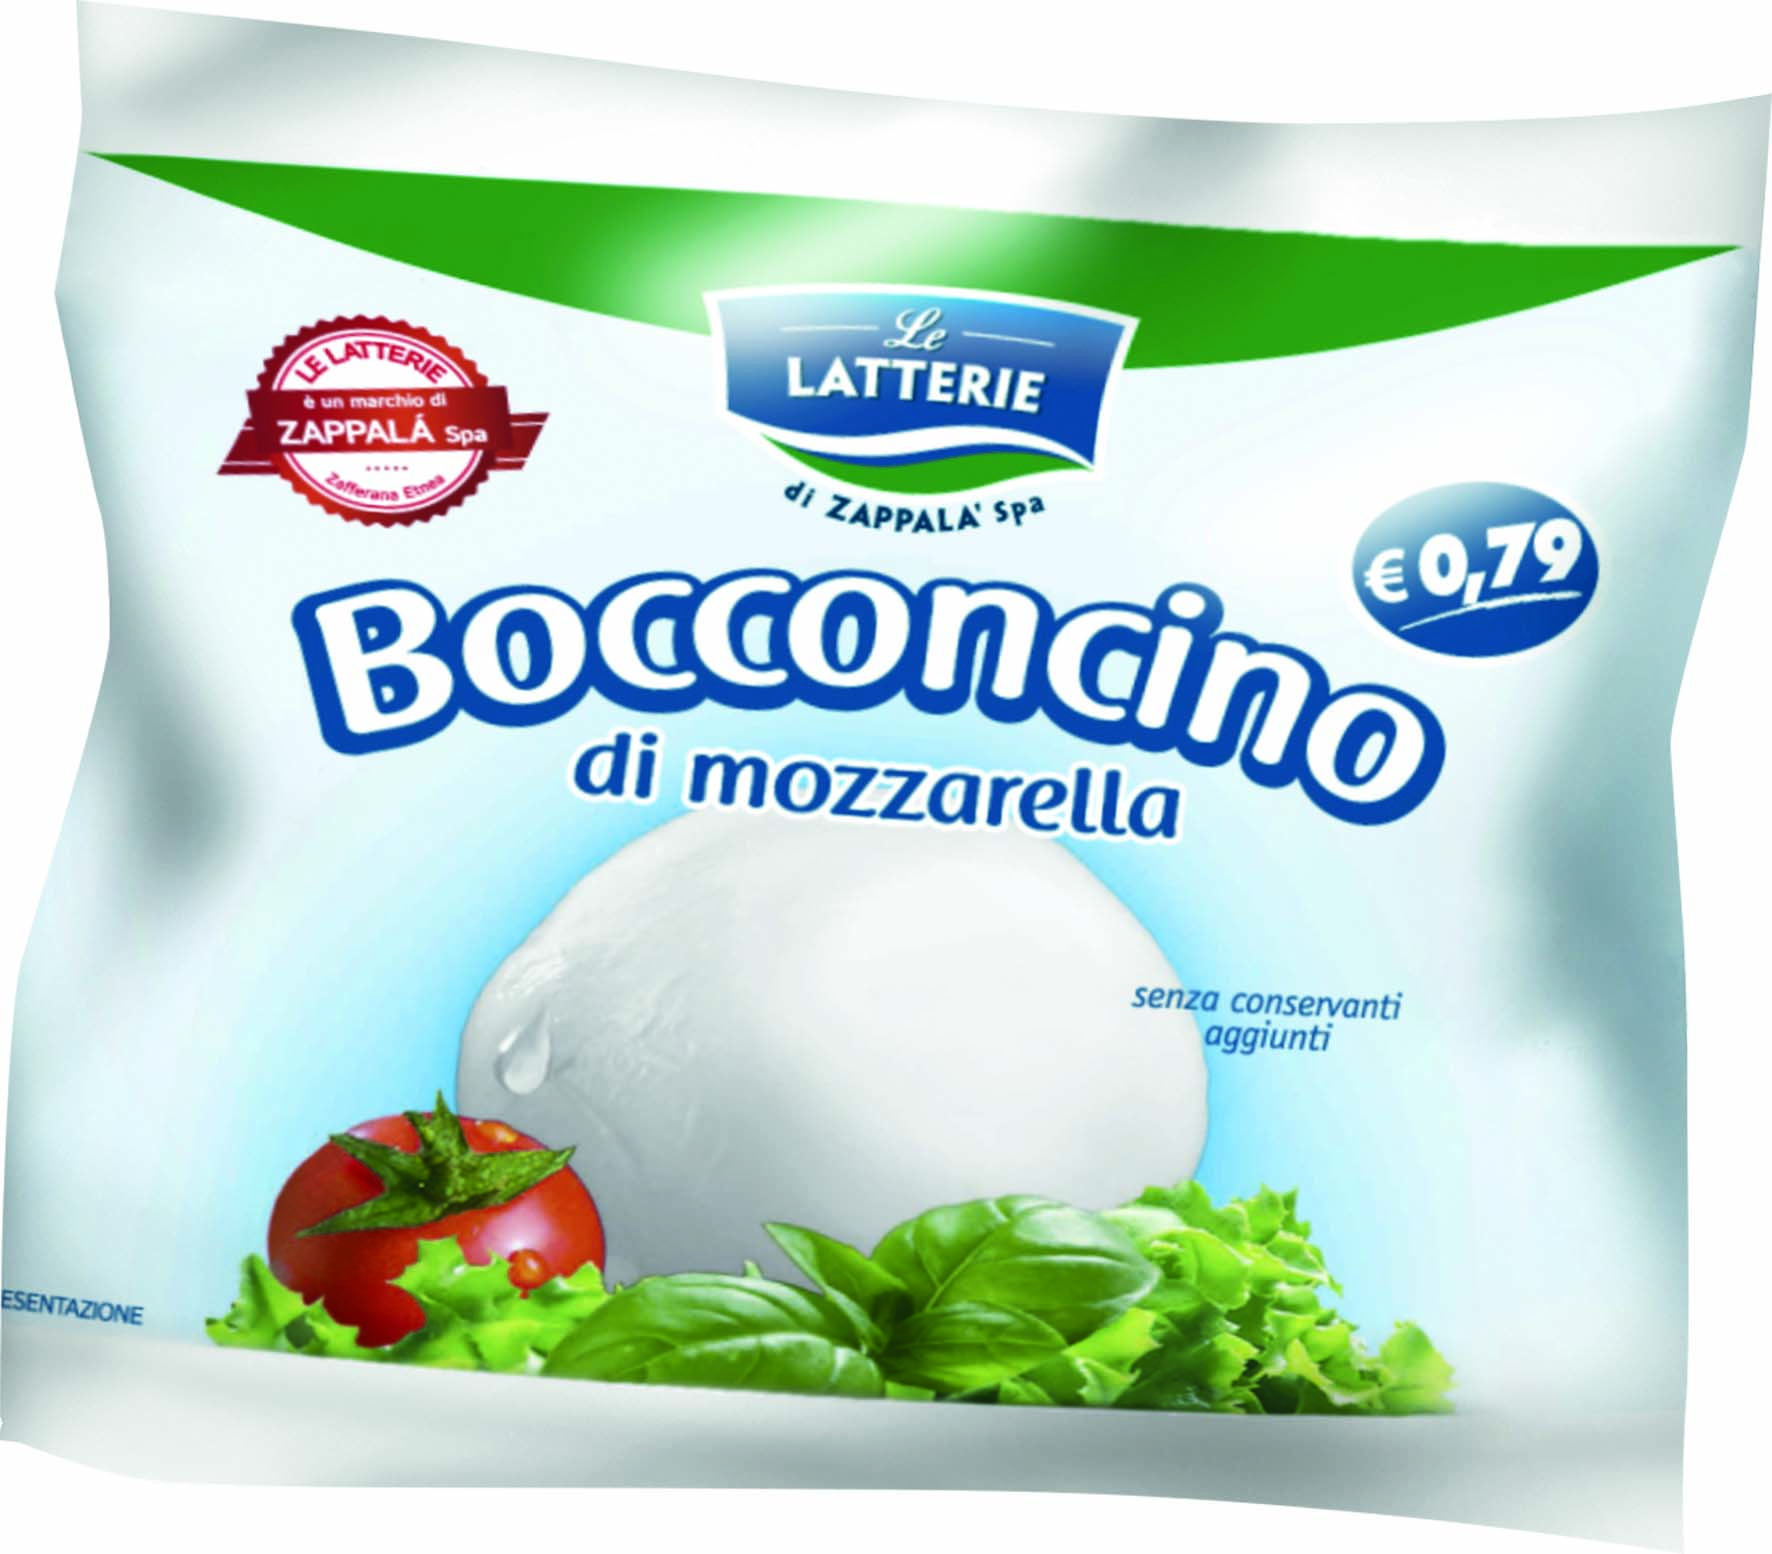 Le
LATTERIE
di ZAPPALA' Spa
LE LATTERIE
è un marchio di
ZAPPALÁ Spa
Zafferana Etnea
€ 0,79
Bocconcino
di mozzarella
senza conservanti
aggiunti
ESENTAZIONE